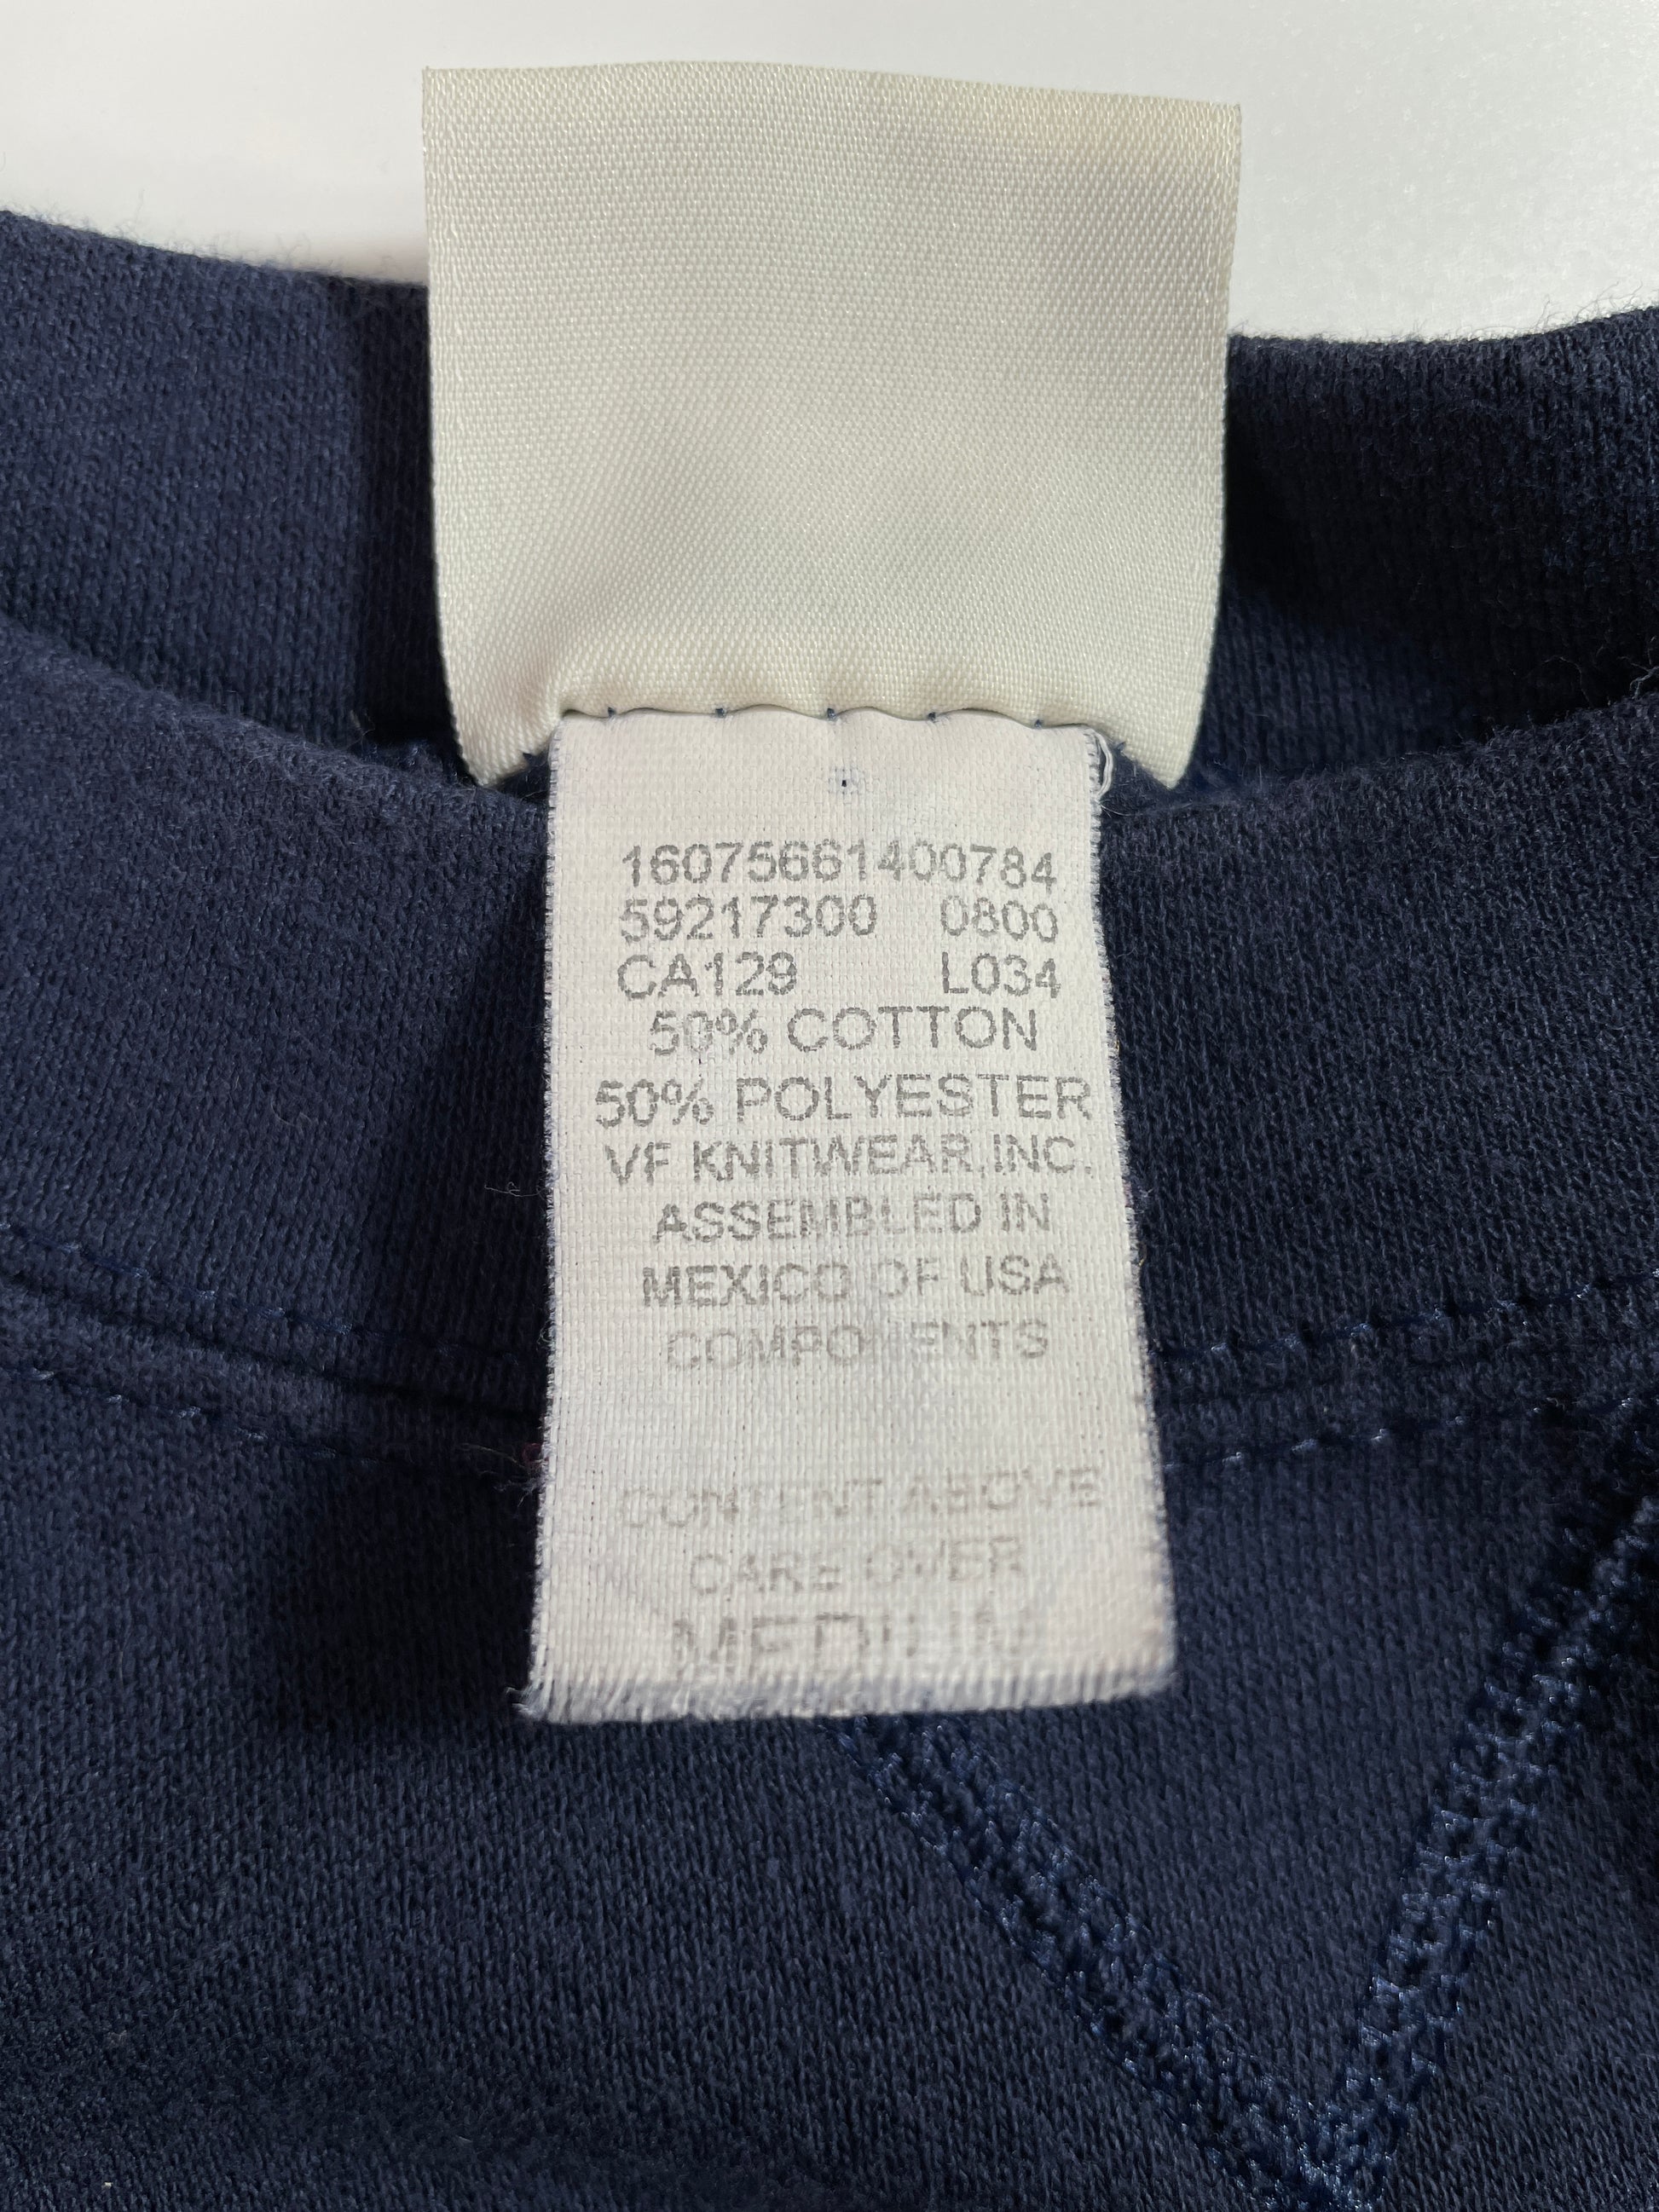 16075661400784
59217300 0800
CA129 L034
50% COTTON
50% POLYESTER
VF KNITWEAR,INC.
ASSEMBLED IN
MEXICO OF USA
COMPONENTS
CONTENT ABOVE
CARE OVER
MEDIUM